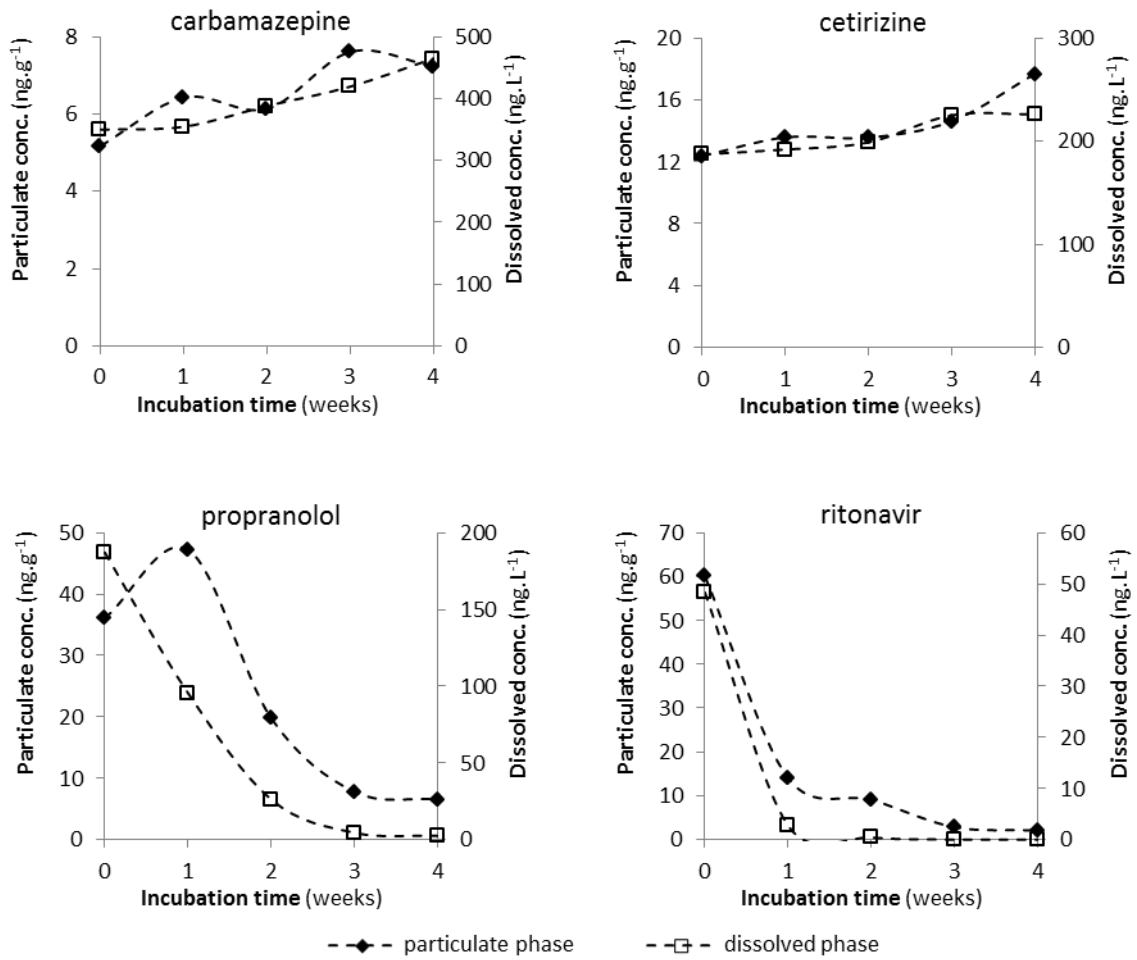 carbamazepine
Particulate conc. (ng.g⁻¹)
8
6
4
2
0
500
400
300
200
100
0
Dissolved conc. (ng.L⁻¹)
0 1 2 3 4
Incubation time (weeks)
cetirizine
Particulate conc. (ng.g⁻¹)
20
16
12
8
4
0
300
200
100
0
Dissolved conc. (ng.L⁻¹)
0 1 2 3 4
Incubation time (weeks)
propranolol
Particulate conc. (ng.g⁻¹)
50
40
30
20
10
0
200
150
100
50
0
Dissolved conc. (ng.L⁻¹)
0 1 2 3 4
Incubation time (weeks)
ritonavir
Particulate conc. (ng.g⁻¹)
70
60
50
40
30
20
10
0
60
50
40
30
20
10
0
Dissolved conc. (ng.L⁻¹)
0 1 2 3 4
Incubation time (weeks)
particulate phase dissolved phase